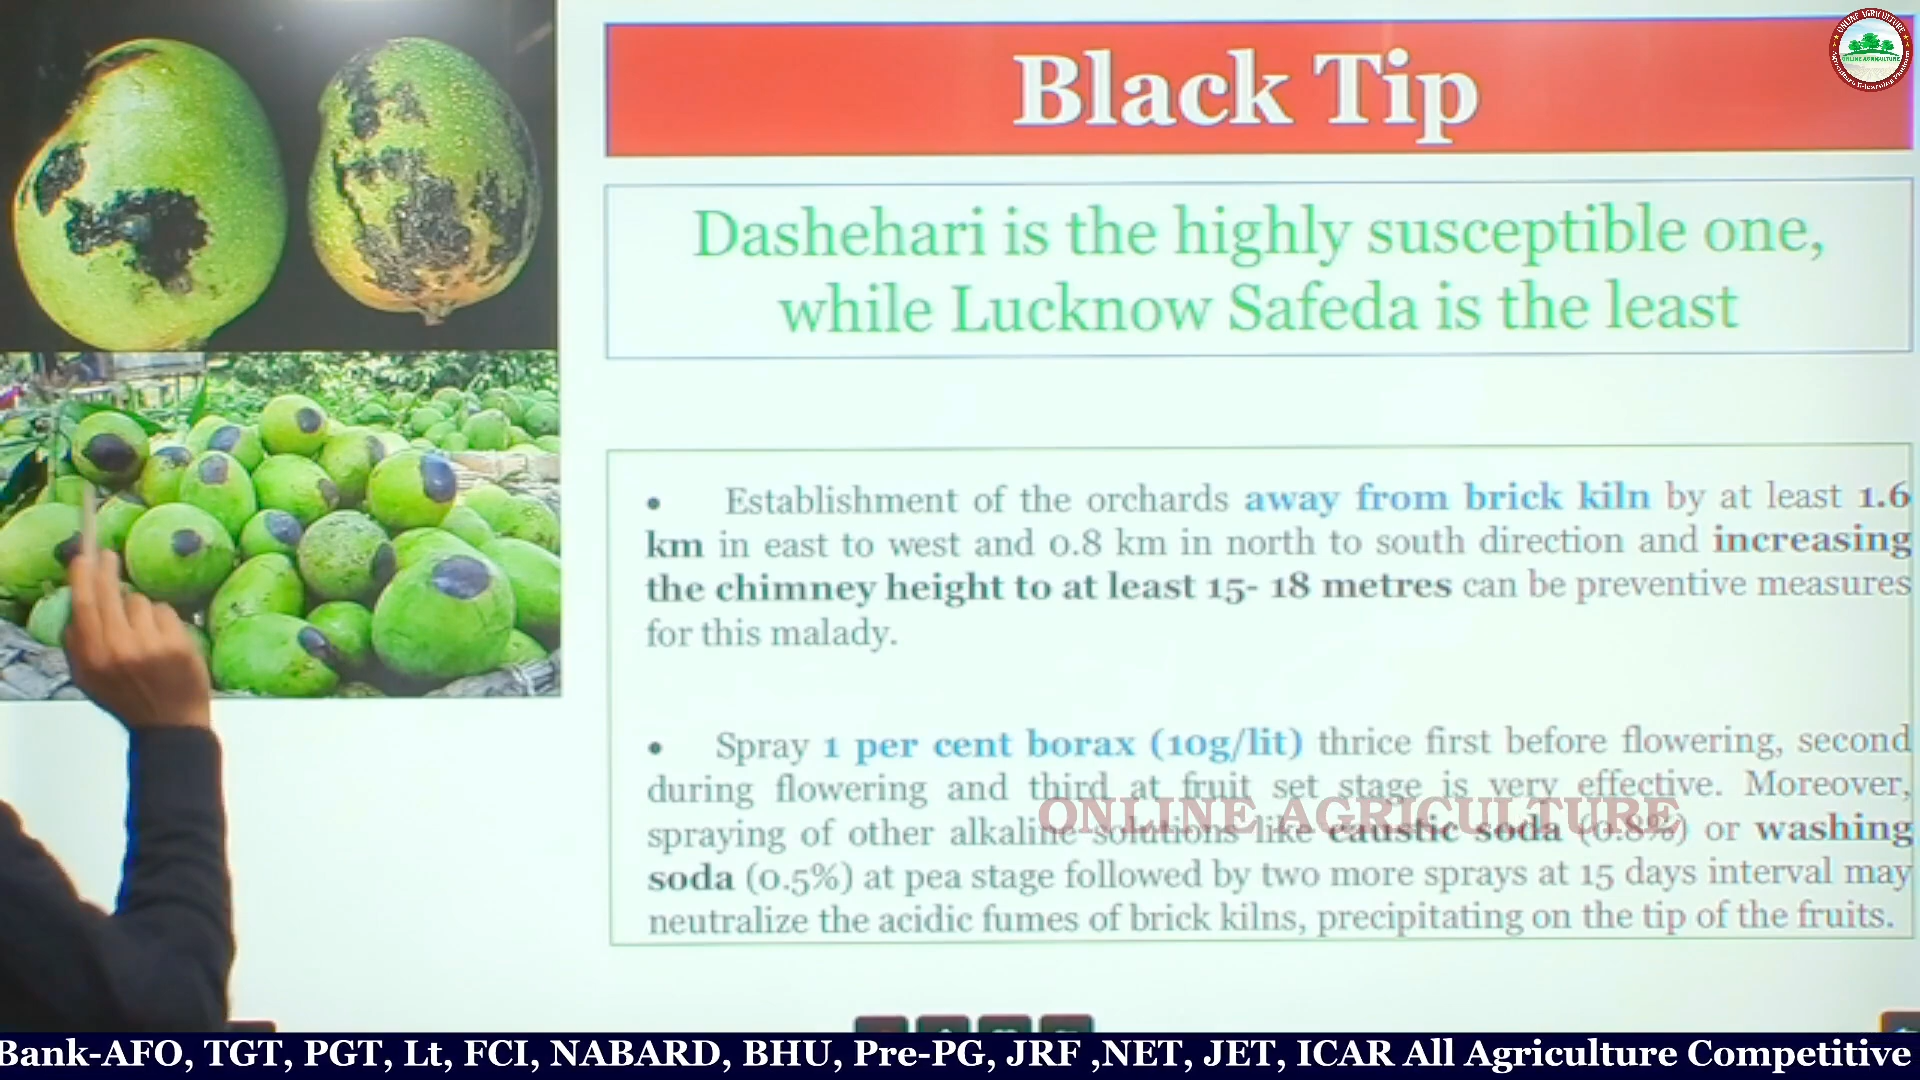 Black Tip
Dashehari is the highly susceptible one,
while Lucknow Safeda is the least
• Establishment of the orchards away from brick kiln by at least 1.6
km in east to west and 0.8 km in north to south direction and increasing
the chimney height to at least 15- 18 metres can be preventive measures
for this malady.
• Spray 1 per cent borax (10g/lit) thrice first before flowering, second
during flowering and third at fruit set stage is very effective. Moreover,
spraying of other alkaline solutions like caustic soda (0.8%) or washing
soda (0.5%) at pea stage followed by two more sprays at 15 days interval may
neutralize the acidic fumes of brick kilns, precipitating on the tip of the fruits.
ONLINE AGRICULTURE
ONLINE AGRICULTURE
ONLINE AGRICULTURE
Bank-AFO, TGT, PGT, Lt, FCI, NABARD, BHU, Pre-PG, JRF ,NET, JET, ICAR All Agriculture Competitive